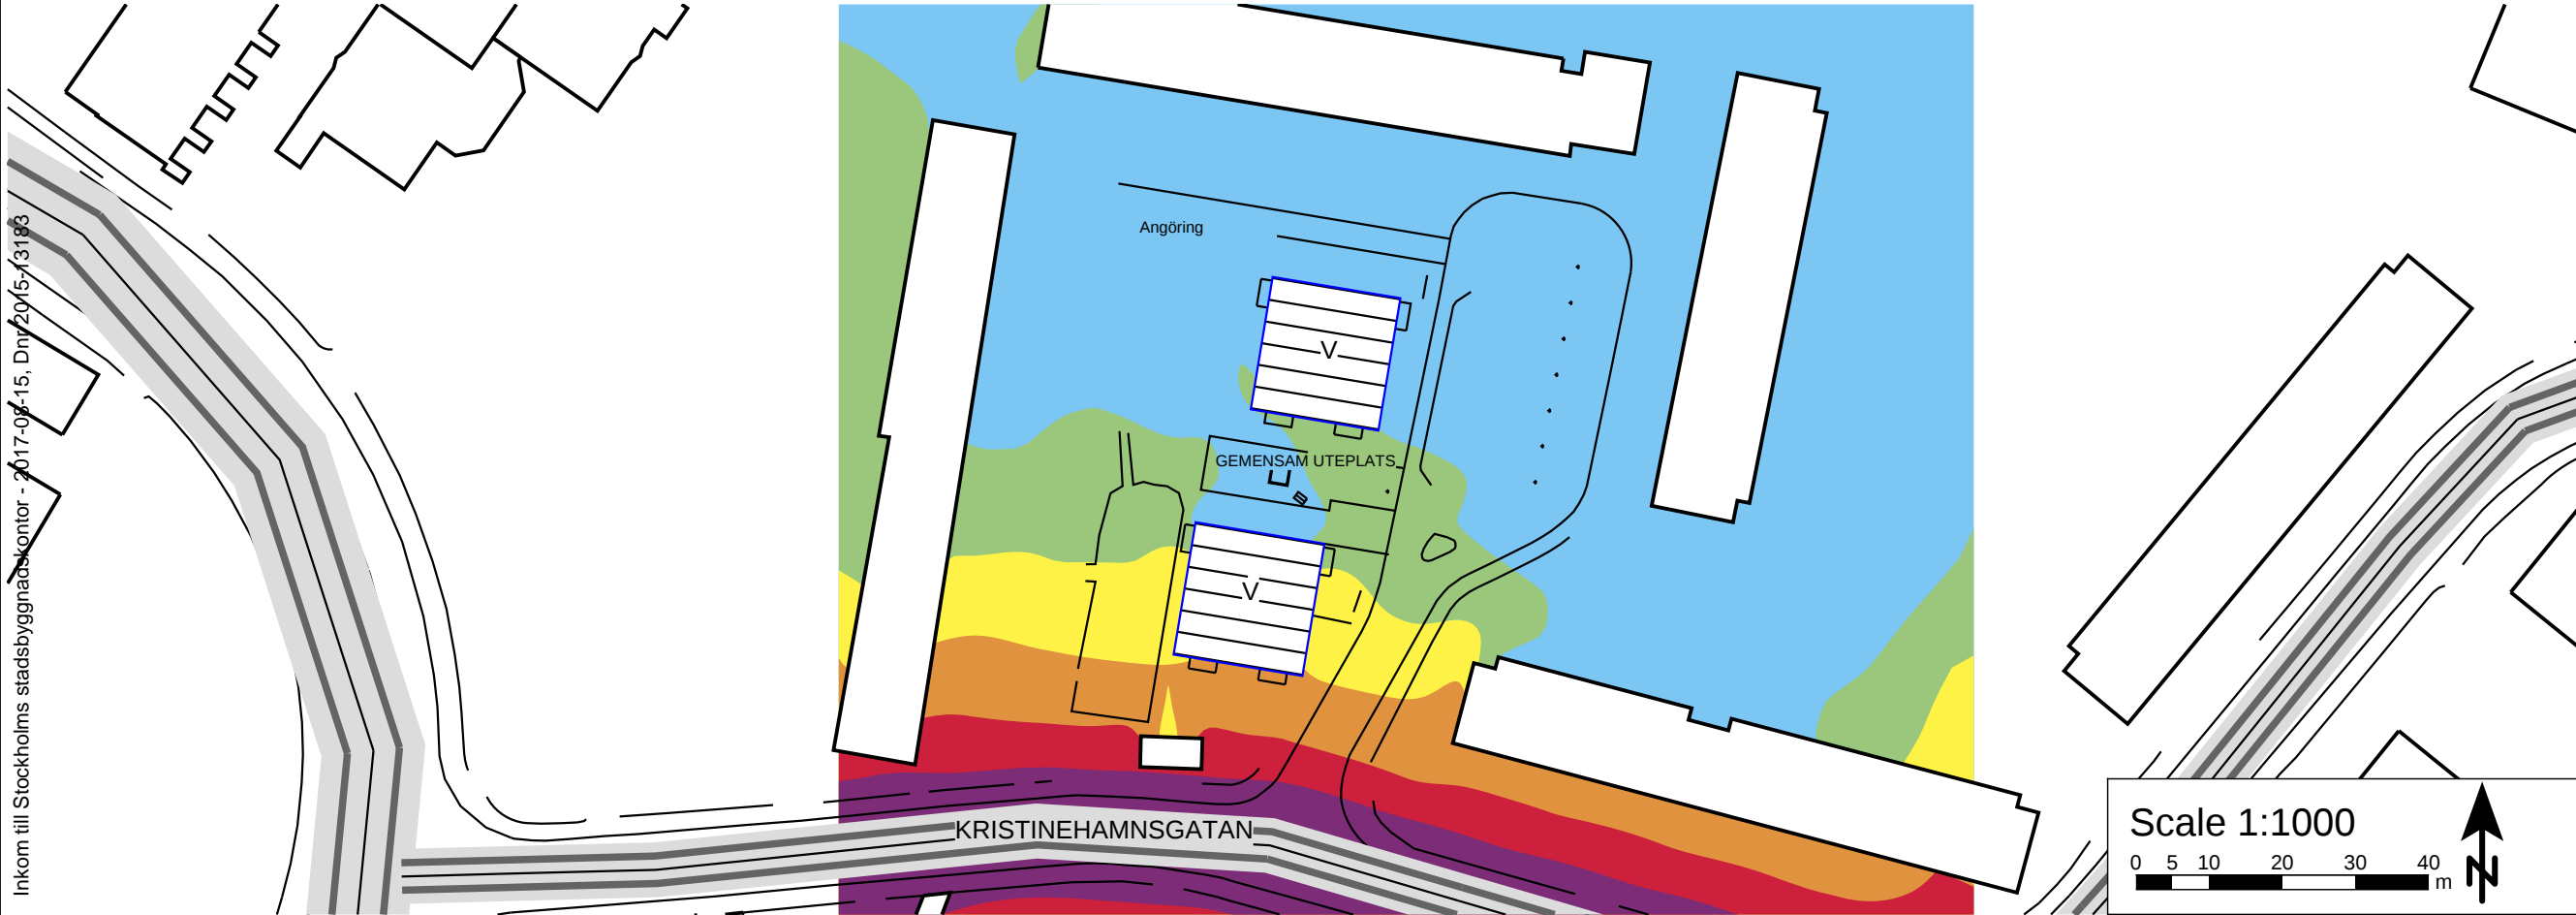 Inkom till Stockholms stadsbyggnadskontor - 2017-08-15, Dnr 2015-13183
Angöring
V
GEMENSAM UTEPLATS
V
KRISTINEHAMNSGATAN
Scale 1:1000
0 5 10 20 30 40
m
N